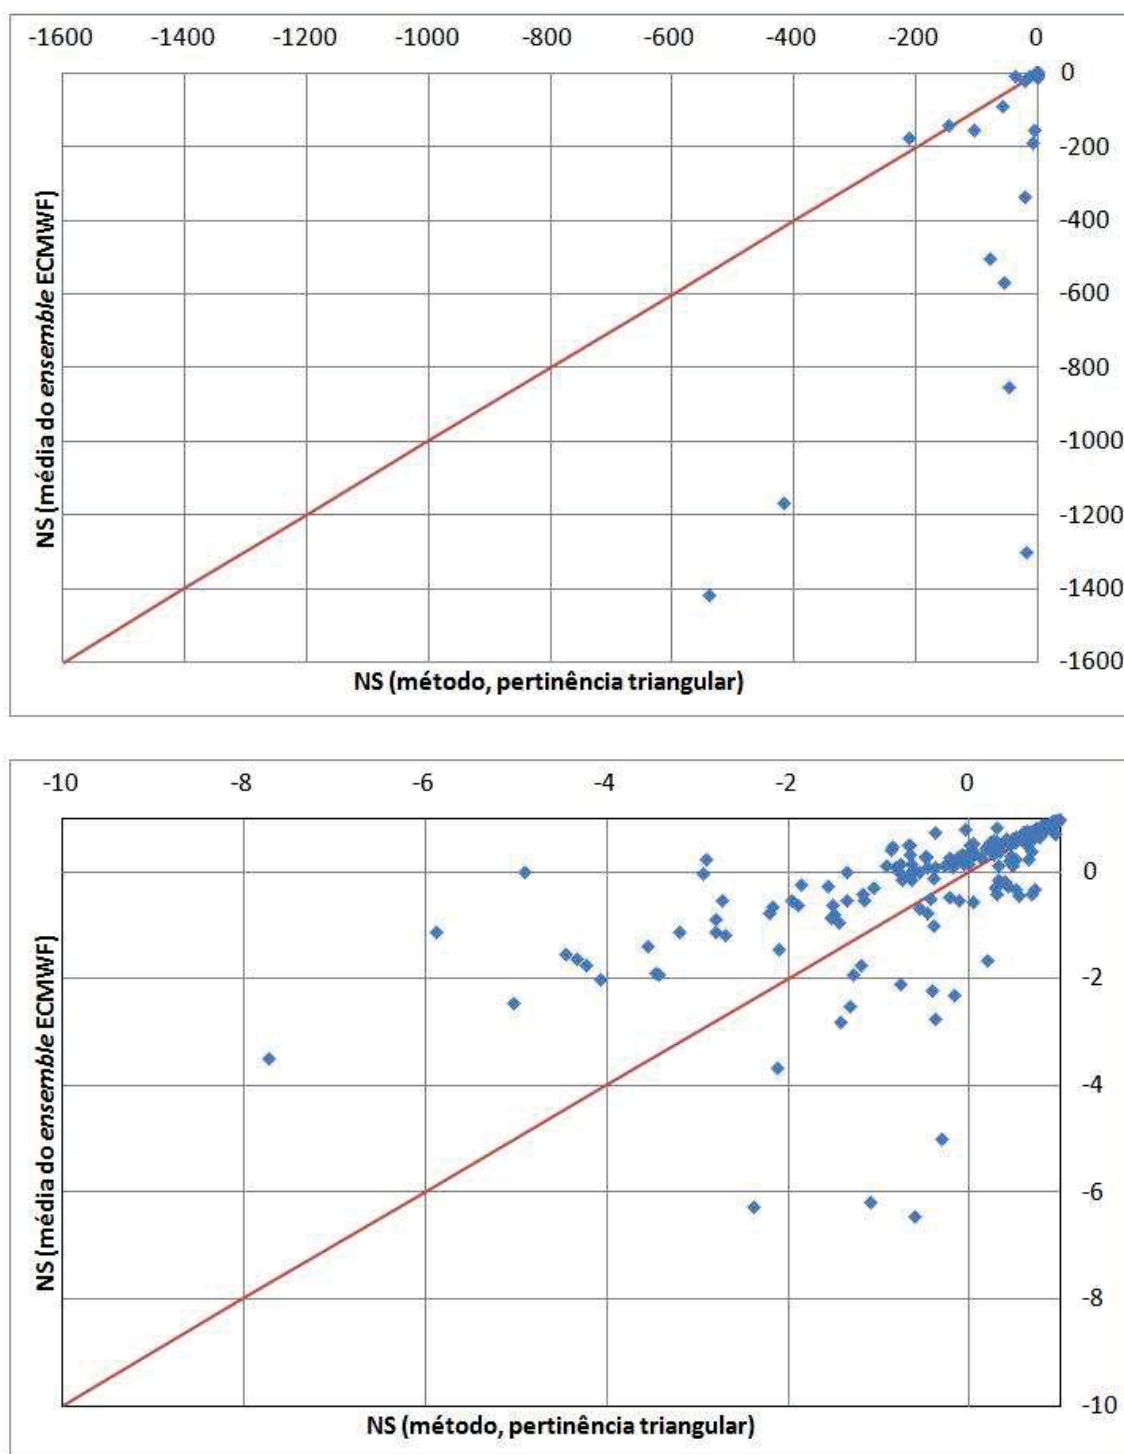 -1600 -1400 -1200 -1000 -800 -600 -400 -200 0
0
-200
-400
-600
-800
-1000
-1200
-1400
-1600
NS (média do ensemble ECMWF)
NS (método, pertinência triangular)
-10 -8 -6 -4 -2 0
0
-2
-4
-6
-8
-10
NS (média do ensemble ECMWF)
NS (método, pertinência triangular)